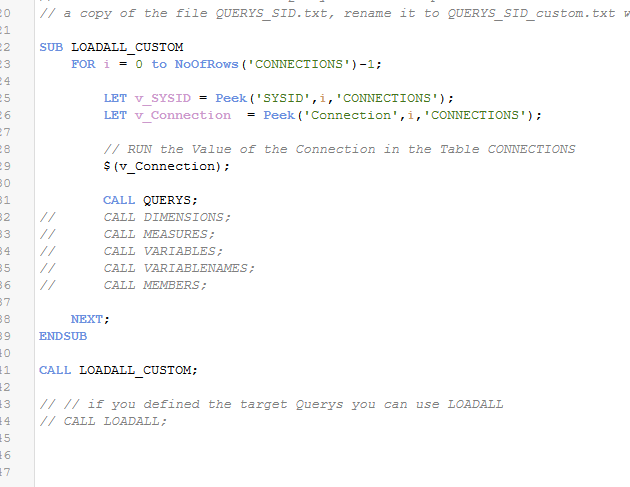 20 // a copy of the file QUERYS_SID.txt, rename it to QUERYS_SID_custom.txt
21
22 SUB LOADALL_CUSTOM
23 FOR i = 0 to NoOfRows('CONNECTIONS')-1;
24
25 LET v_SYSID = Peek('SYSID',i,'CONNECTIONS');
26 LET v_Connection = Peek('Connection',i,'CONNECTIONS');
27
28 // RUN the Value of the Connection in the Table CONNECTIONS
29 $(v_Connection);
30
31 CALL QUERYS;
32 // CALL DIMENSIONS;
33 // CALL MEASURES;
34 // CALL VARIABLES;
35 // CALL VARIABLENAMES;
36 // CALL MEMBERS;
37
38 NEXT;
39 ENDSUB
40
41 CALL LOADALL_CUSTOM;
42
43 // // if you defined the target Querys you can use LOADALL
44 // CALL LOADALL;
45
46
47